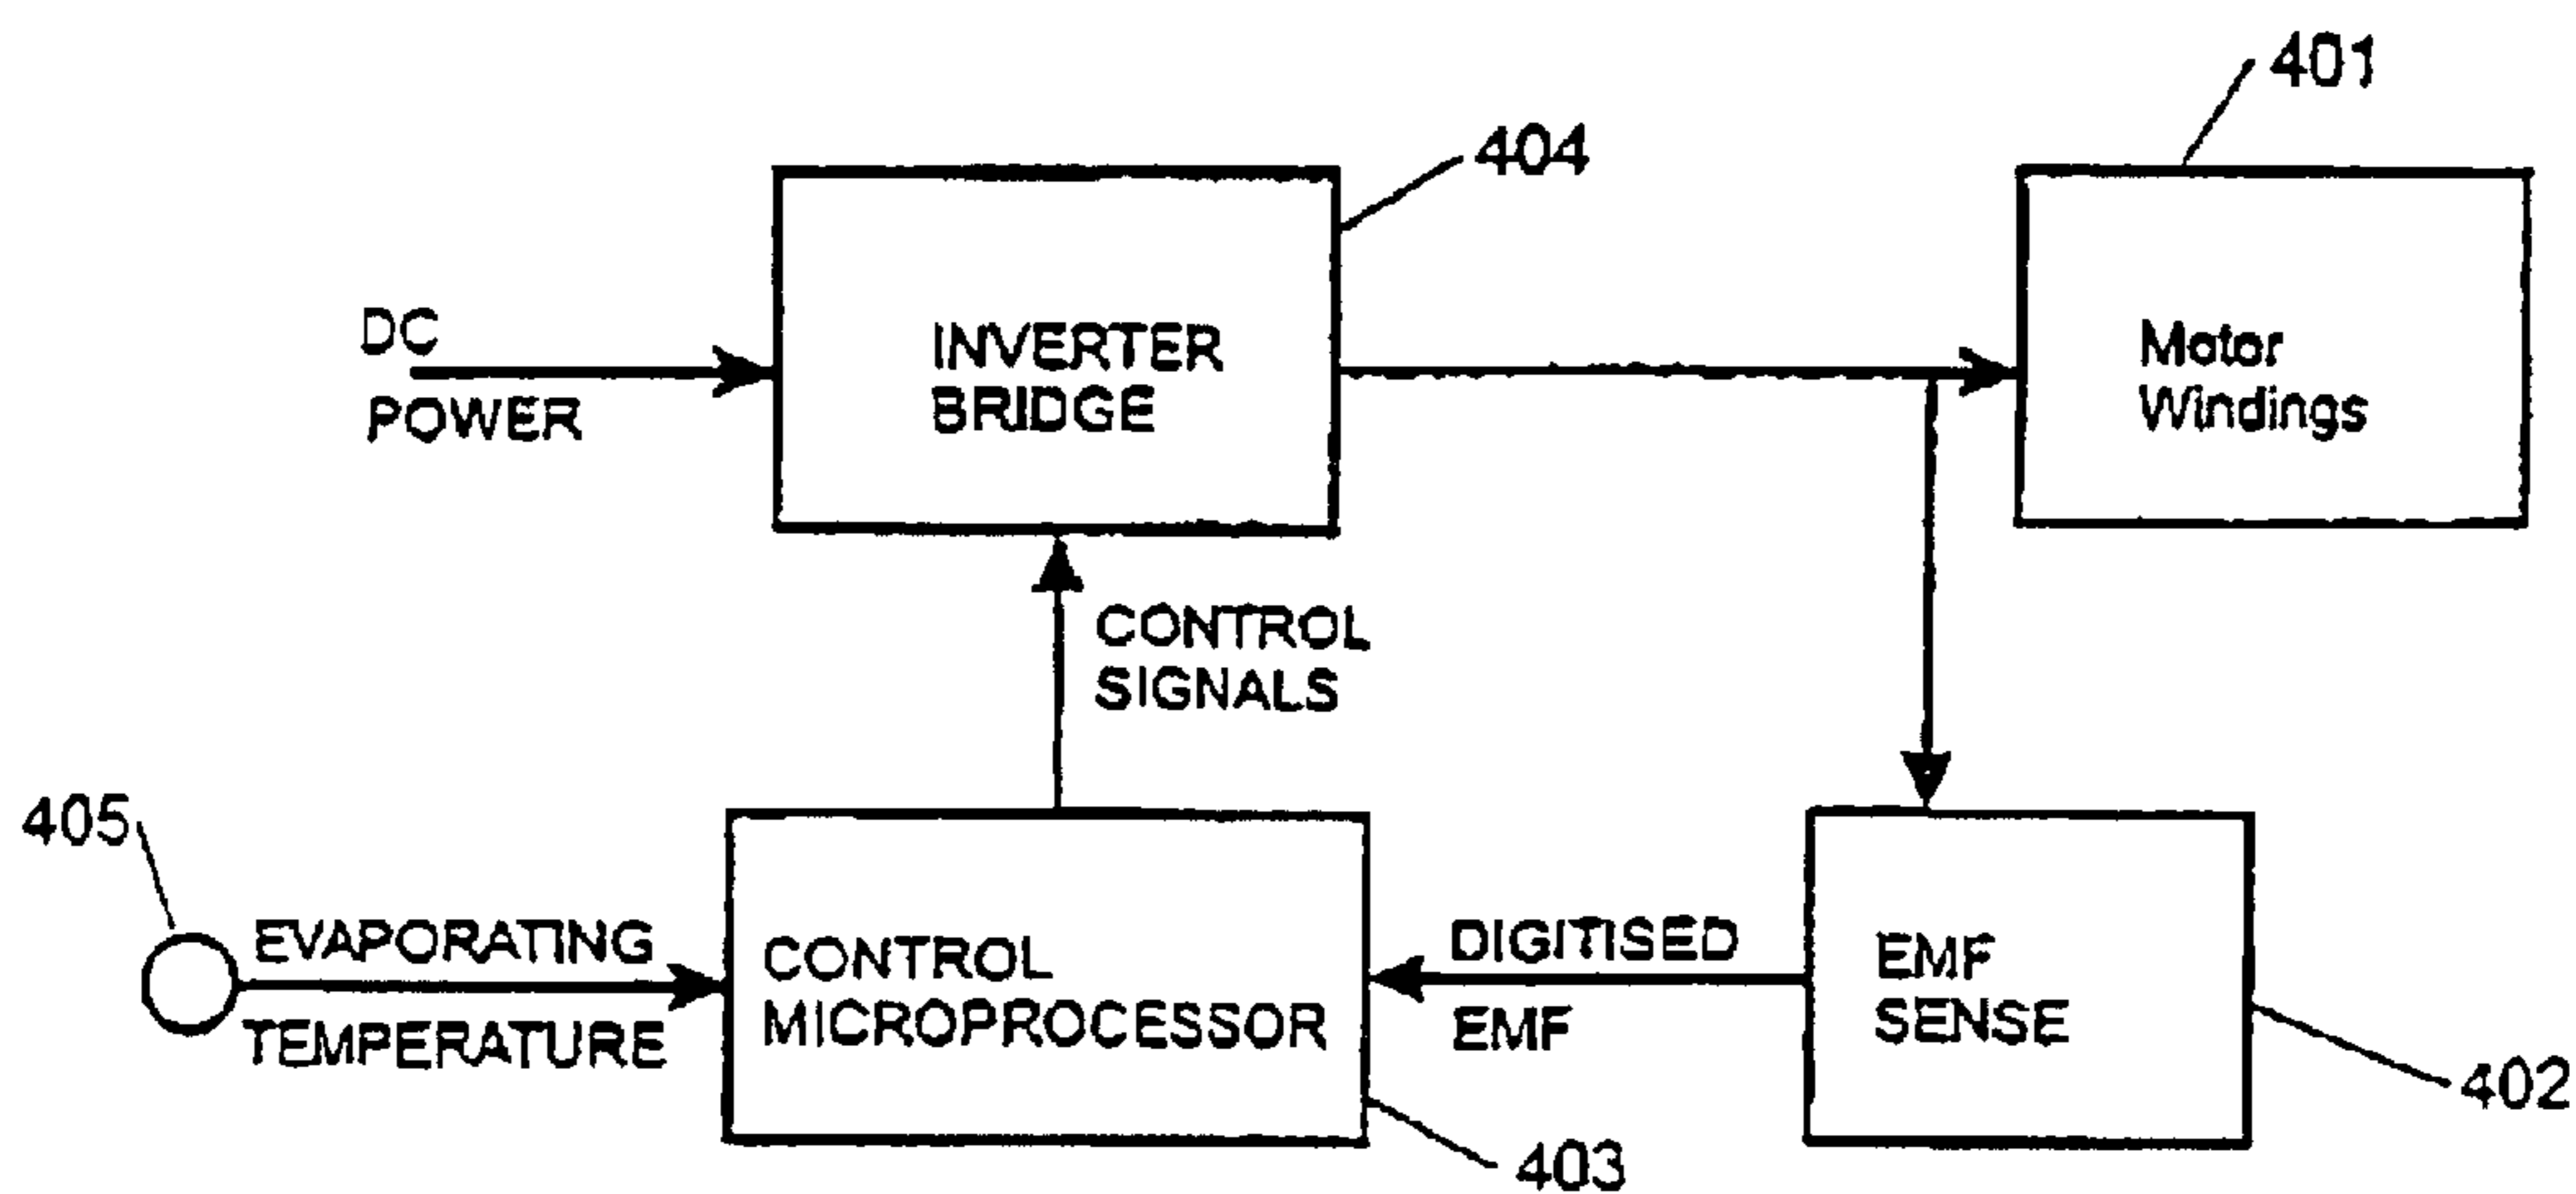 401
404
DC
POWER
INVERTER
BRIDGE
Motor
Windings
CONTROL
SIGNALS
405
EVAPORATING
TEMPERATURE
CONTROL
MICROPROCESSOR
DIGITISED
EMF
EMF
SENSE
402
403